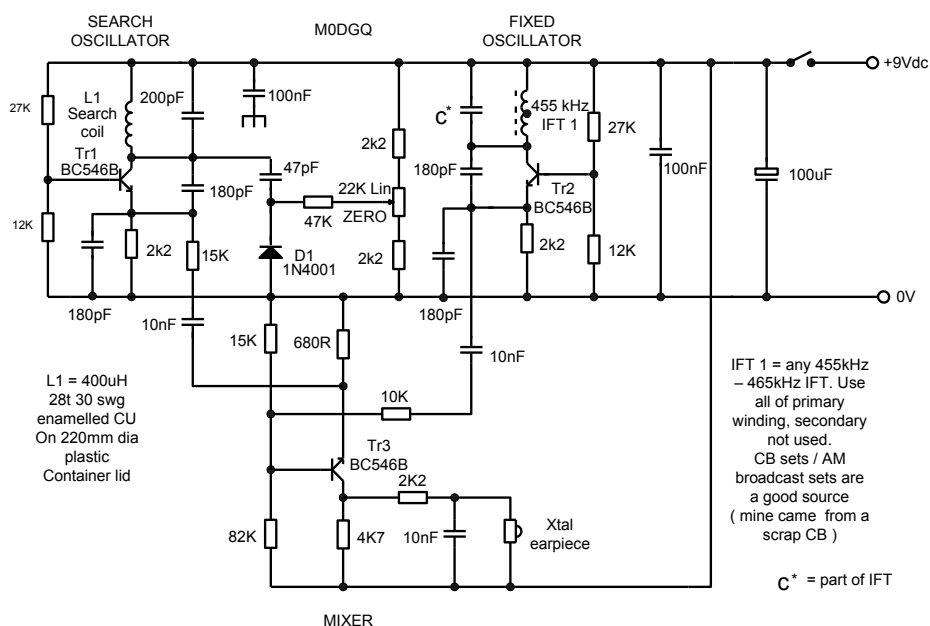 SEARCH
OSCILLATOR
M0DGQ
FIXED
OSCILLATOR
+9Vdc
27K
L1
Search
coil
200pF
100nF
C*
455 kHz
IFT 1
27K
2k2
100nF
100uF
Tr1
BC546B
180pF
47pF
22K Lin
ZERO
47K
180pF
Tr2
BC546B
12K
2k2
15K
D1
1N4001
2k2
2k2
12K
0V
180pF
10nF
15K
680R
180pF
10nF
L1 = 400uH
28t 30 swg
enamelled CU
On 220mm dia
plastic
Container lid
10K
Tr3
BC546B
2K2
82K
4K7
10nF
Xtal
earpiece
IFT 1 = any 455kHz
– 465kHz IFT. Use
all of primary
winding, secondary
not used.
CB sets / AM
broadcast sets are
a good source
( mine came from a
scrap CB )
C* = part of IFT
MIXER